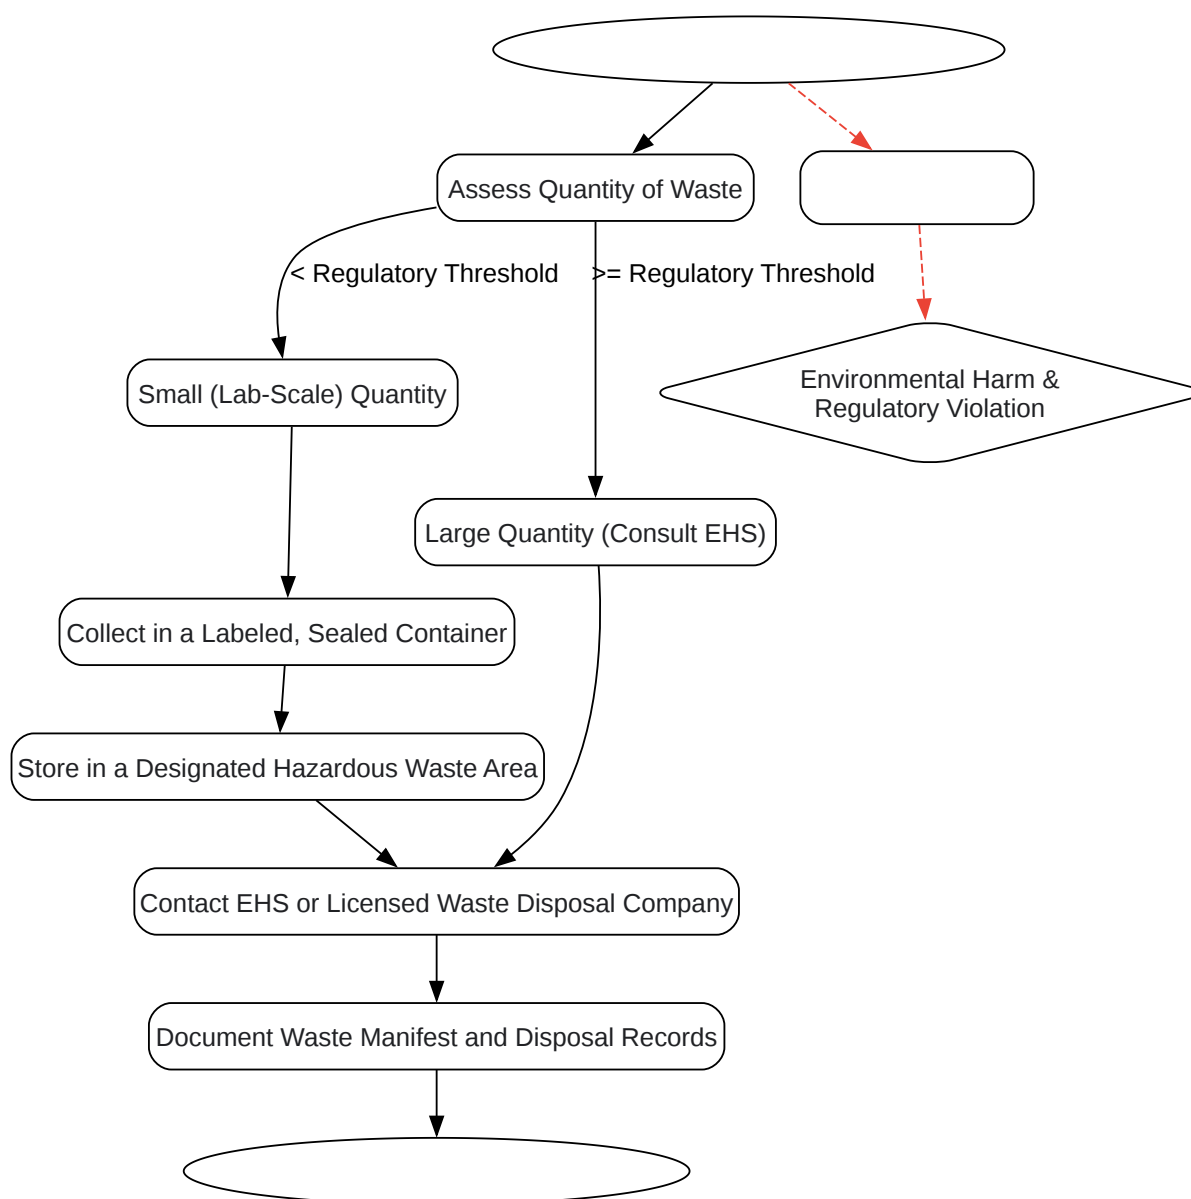 Assess Quantity of Waste
< Regulatory Threshold
>= Regulatory Threshold
Small (Lab-Scale) Quantity
Environmental Harm &
Regulatory Violation
Large Quantity (Consult EHS)
Collect in a Labeled, Sealed Container
Store in a Designated Hazardous Waste Area
Contact EHS or Licensed Waste Disposal Company
Document Waste Manifest and Disposal Records